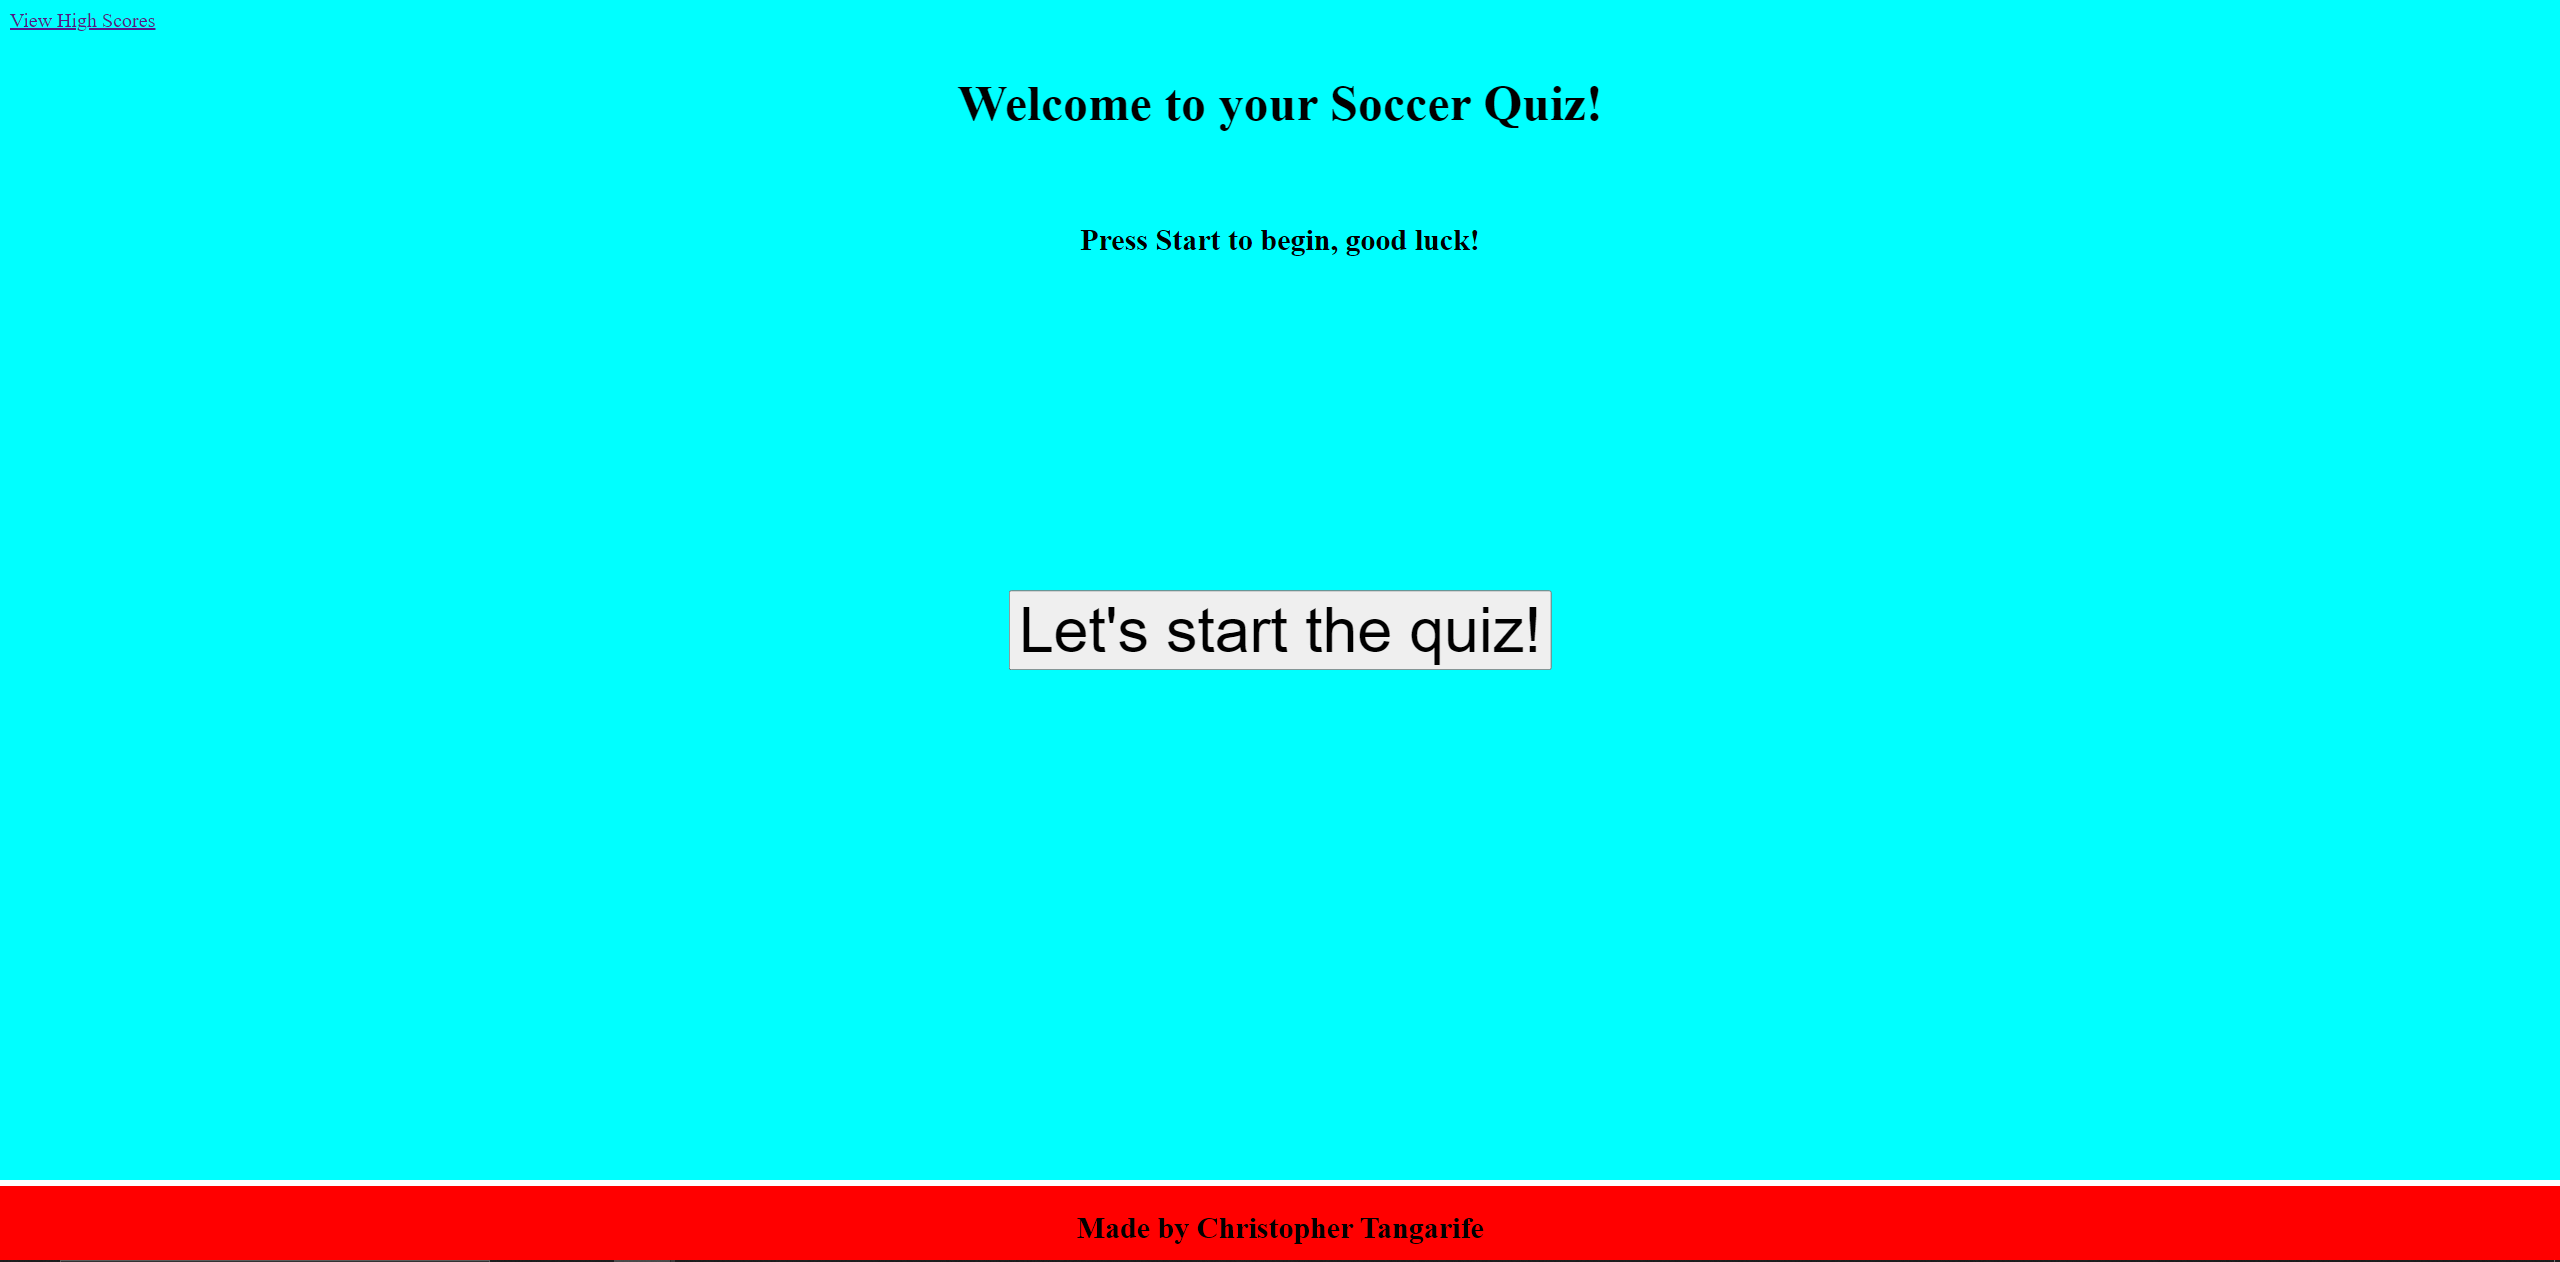 View High Scores
Welcome to your Soccer Quiz!
Press Start to begin, good luck!
Let's start the quiz!
Made by Christopher Tangarife